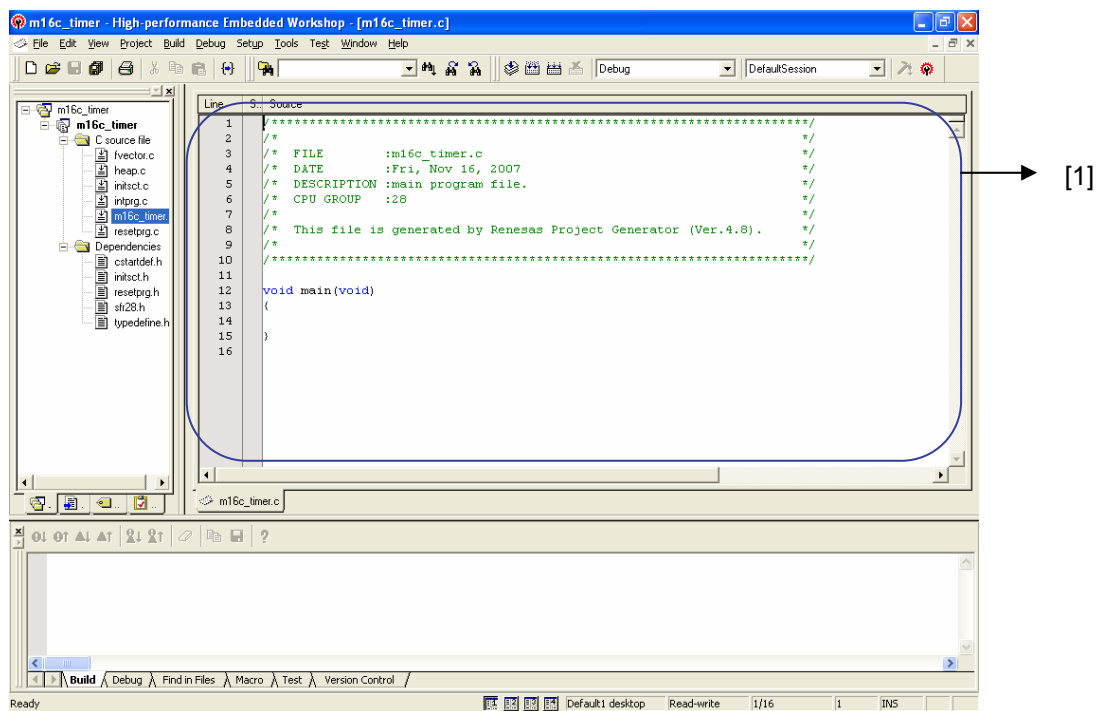 m16c_timer - High-performance Embedded Workshop - [m16c_timer.c]
File Edit View Project Build Debug Setup Tools Test Window Help
Debug DefaultSession
m16c_timer
m16c_timer
C source file
fvector.c
heap.c
initsct.c
intprg.c
m16c_timer.
resetprg.c
Dependencies
cstartdef.h
initsct.h
resetprg.h
sfr28.h
typedefine.h
Line S.. Source
1 /***********************************************************************/
2 /* */
3 /* FILE :m16c_timer.c */
4 /* DATE :Fri, Nov 16, 2007 */
5 /* DESCRIPTION :main program file. */
6 /* CPU GROUP :28 */
7 /* */
8 /* This file is generated by Renesas Project Generator (Ver.4.8). */
9 /* */
10 /***********************************************************************/
11
12 void main(void)
13 {
14
15 }
16
[1]
m16c_timer.c
Build Debug Find in Files Macro Test Version Control
Ready Default1 desktop Read-write 1/16 1 INS